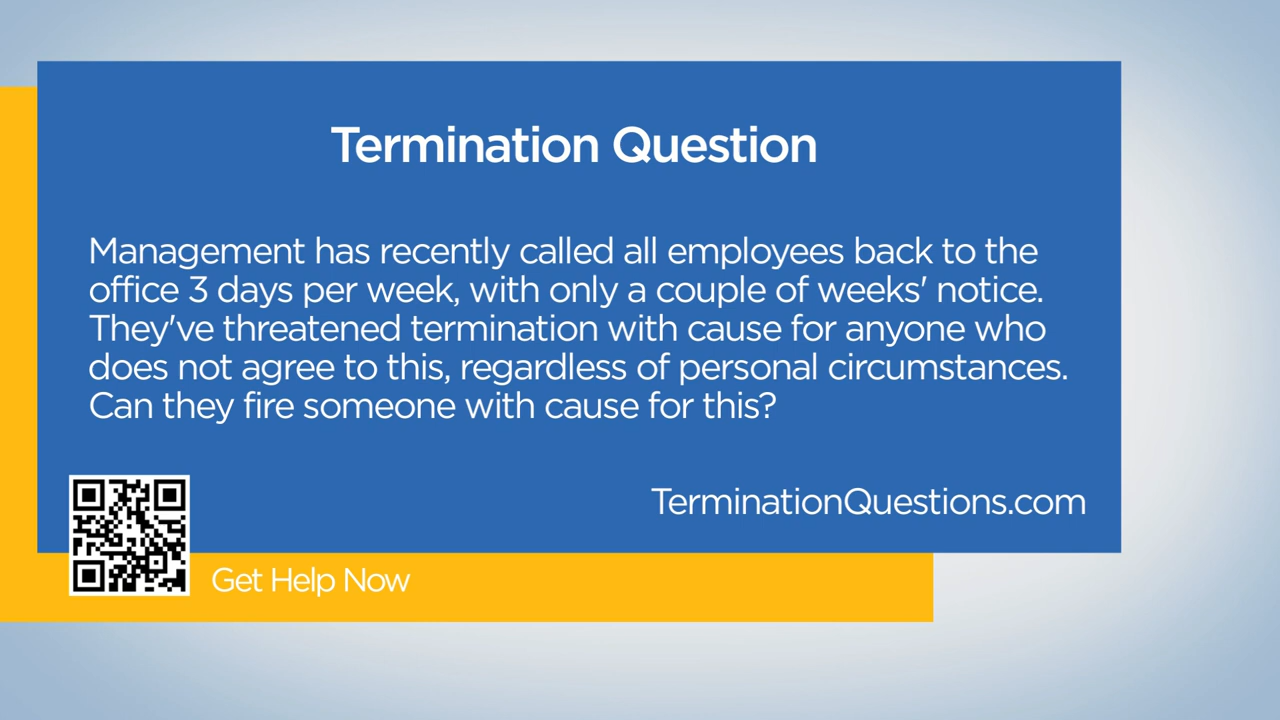 Termination Question
Management has recently called all employees back to the
office 3 days per week, with only a couple of weeks' notice.
They've threatened termination with cause for anyone who
does not agree to this, regardless of personal circumstances.
Can they fire someone with cause for this?
TerminationQuestions.com
Get Help Now